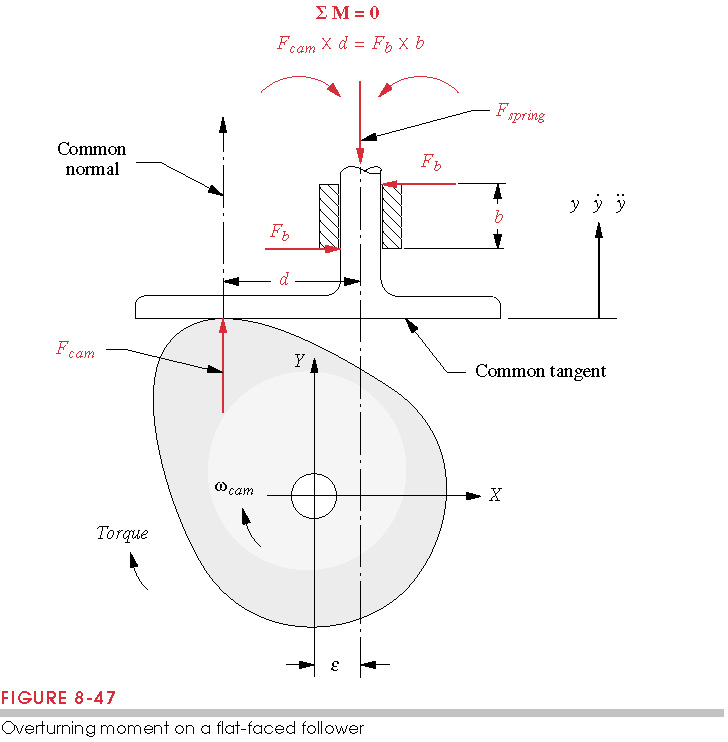 Σ M = 0
F_cam × d = F_b × b
F_spring
Common
normal
F_b
b
y ẏ ÿ
F_b
d
F_cam
Y
Common tangent
ω_cam
X
Torque
ε
FIGURE 8-47
Overturning moment on a flat-faced follower